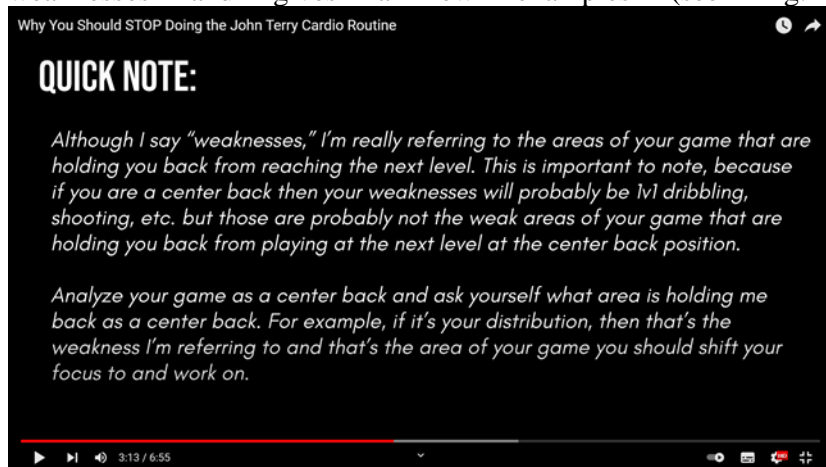 Why You Should STOP Doing the John Terry Cardio Routine
QUICK NOTE:
Although I say “weaknesses,” I’m really referring to the areas of your game that are
holding you back from reaching the next level. This is important to note, because
if you are a center back then your weaknesses will probably be 1v1 dribbling,
shooting, etc. but those are probably not the weak areas of your game that are
holding you back from playing at the next level at the center back position.
Analyze your game as a center back and ask yourself what area is holding me
back as a center back. For example, if it’s your distribution, then that’s the
weakness I’m referring to and that’s the area of your game you should shift your
focus to and work on.
3:13 / 6:55